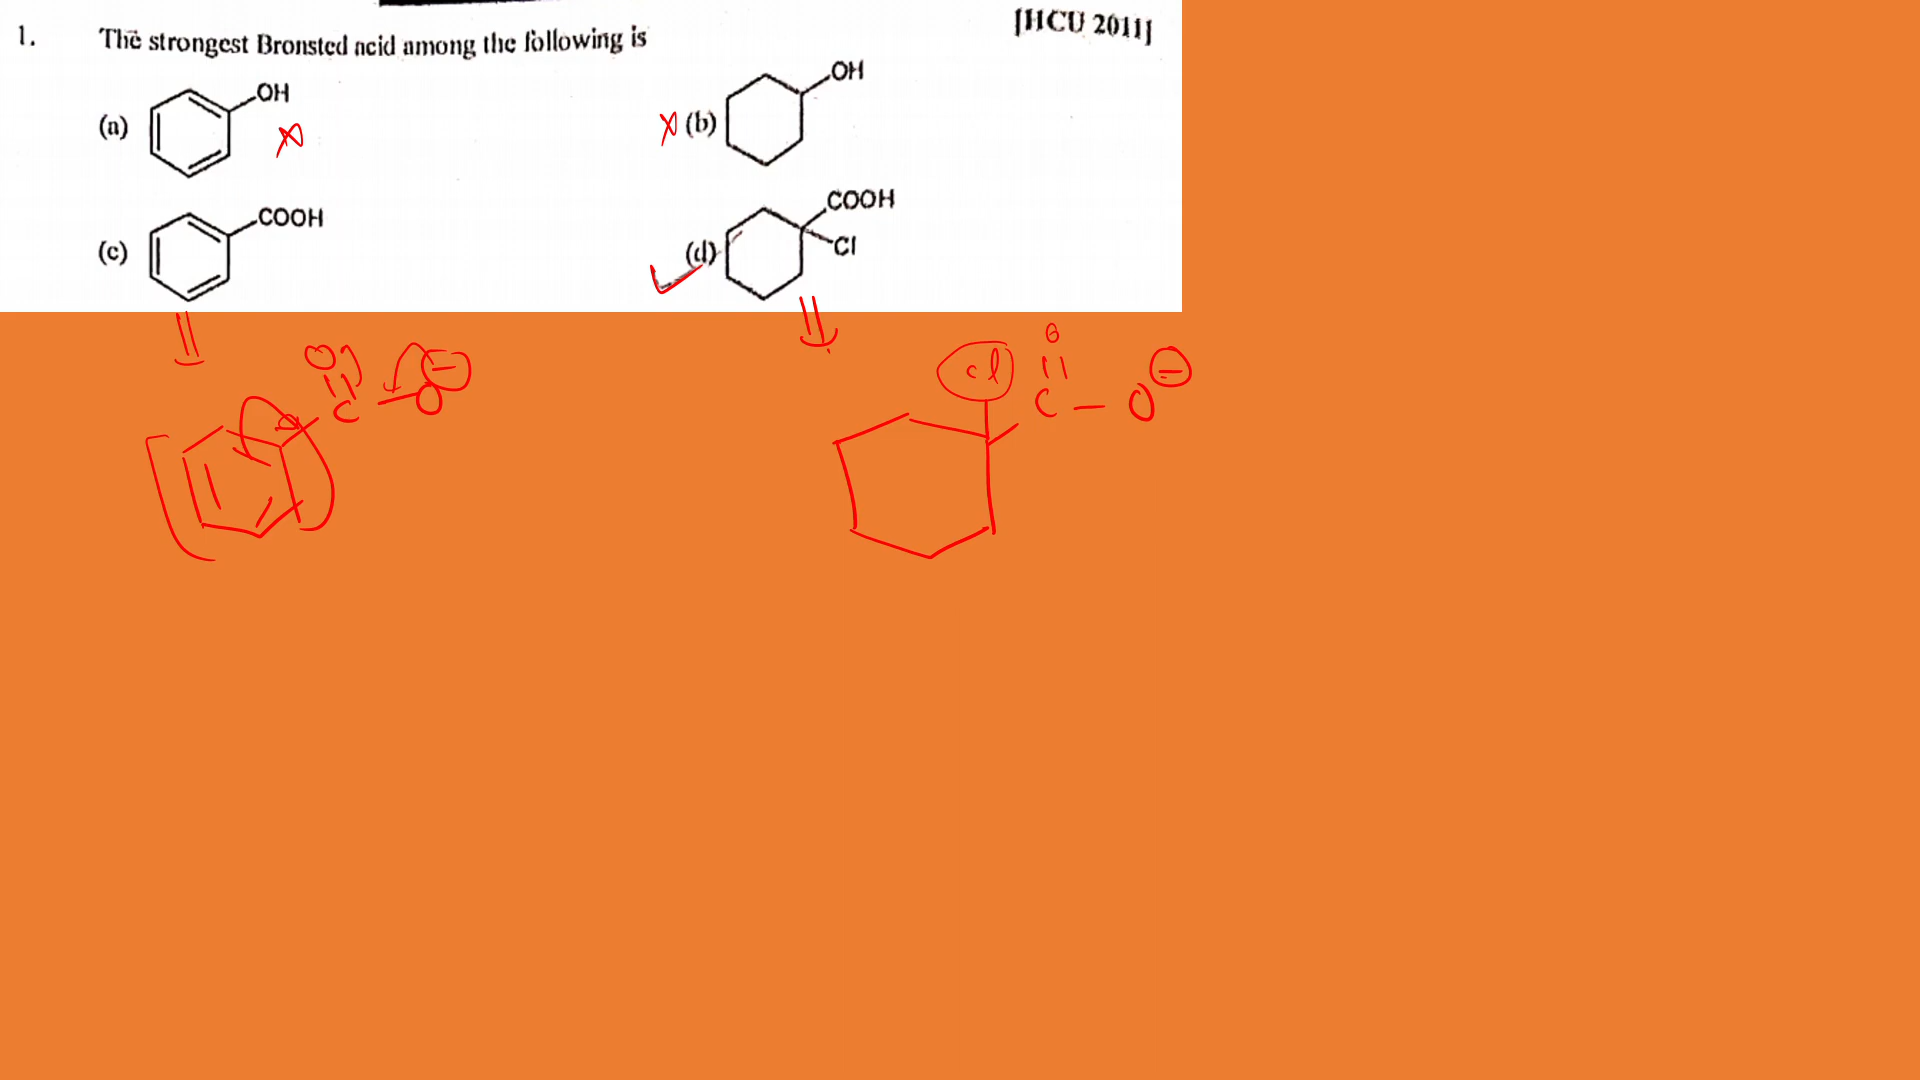 [HCU 2011]
1. The strongest Bronsted acid among the following is
(a) OH
(b) OH
(c) COOH
(d) COOH
Cl
O
C - O
Cl O
C - O